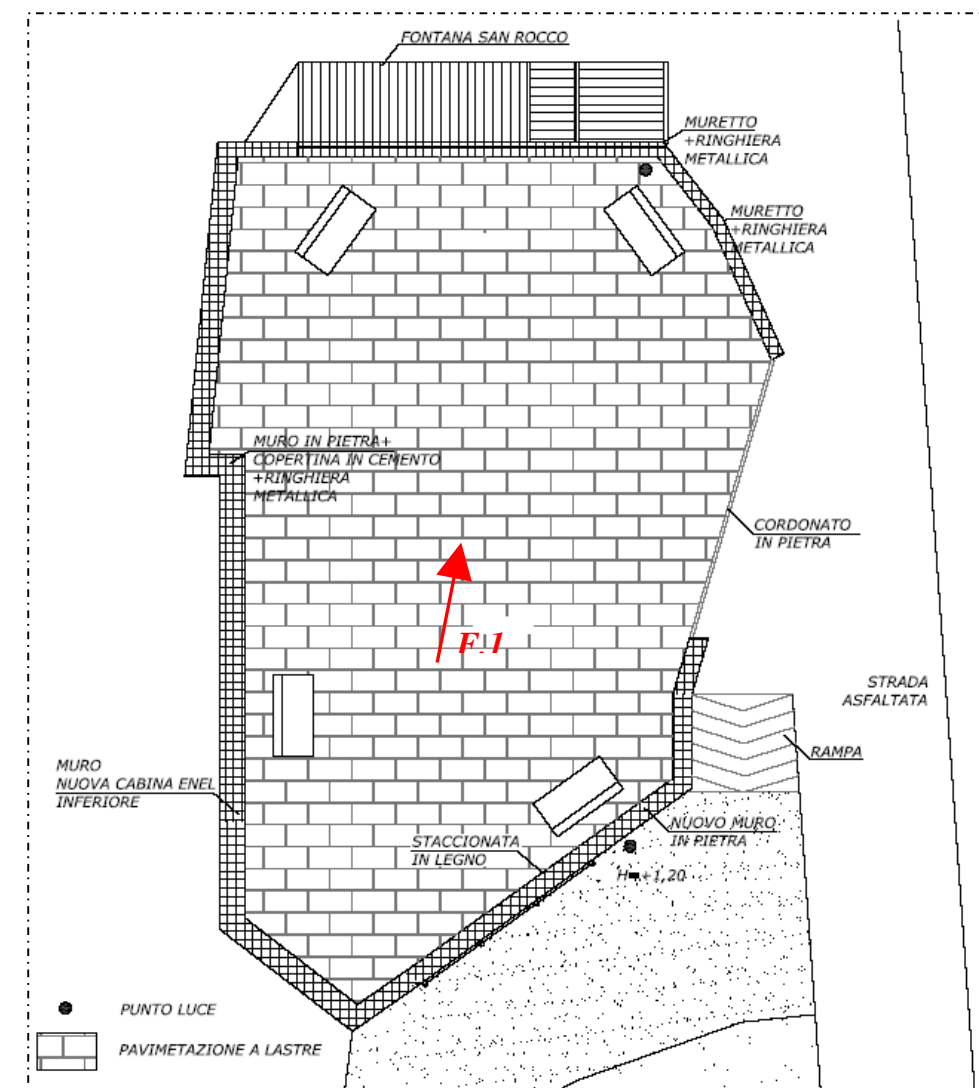 FONTANA SAN ROCCO
MURETTO
+RINGHIERA
METALLICA
MURETTO
+RINGHIERA
METALLICA
MURO IN PIETRA+
COPERTINA IN CEMENTO
+RINGHIERA
METALLICA
CORDONATO
IN PIETRA
F.1
STRADA
ASFALTATA
RAMPA
MURO
NUOVA CABINA ENEL
INFERIORE
NUOVO MURO
IN PIETRA
STACCIONATA
IN LEGNO
H=+1,20
PUNTO LUCE
PAVIMETAZIONE A LASTRE